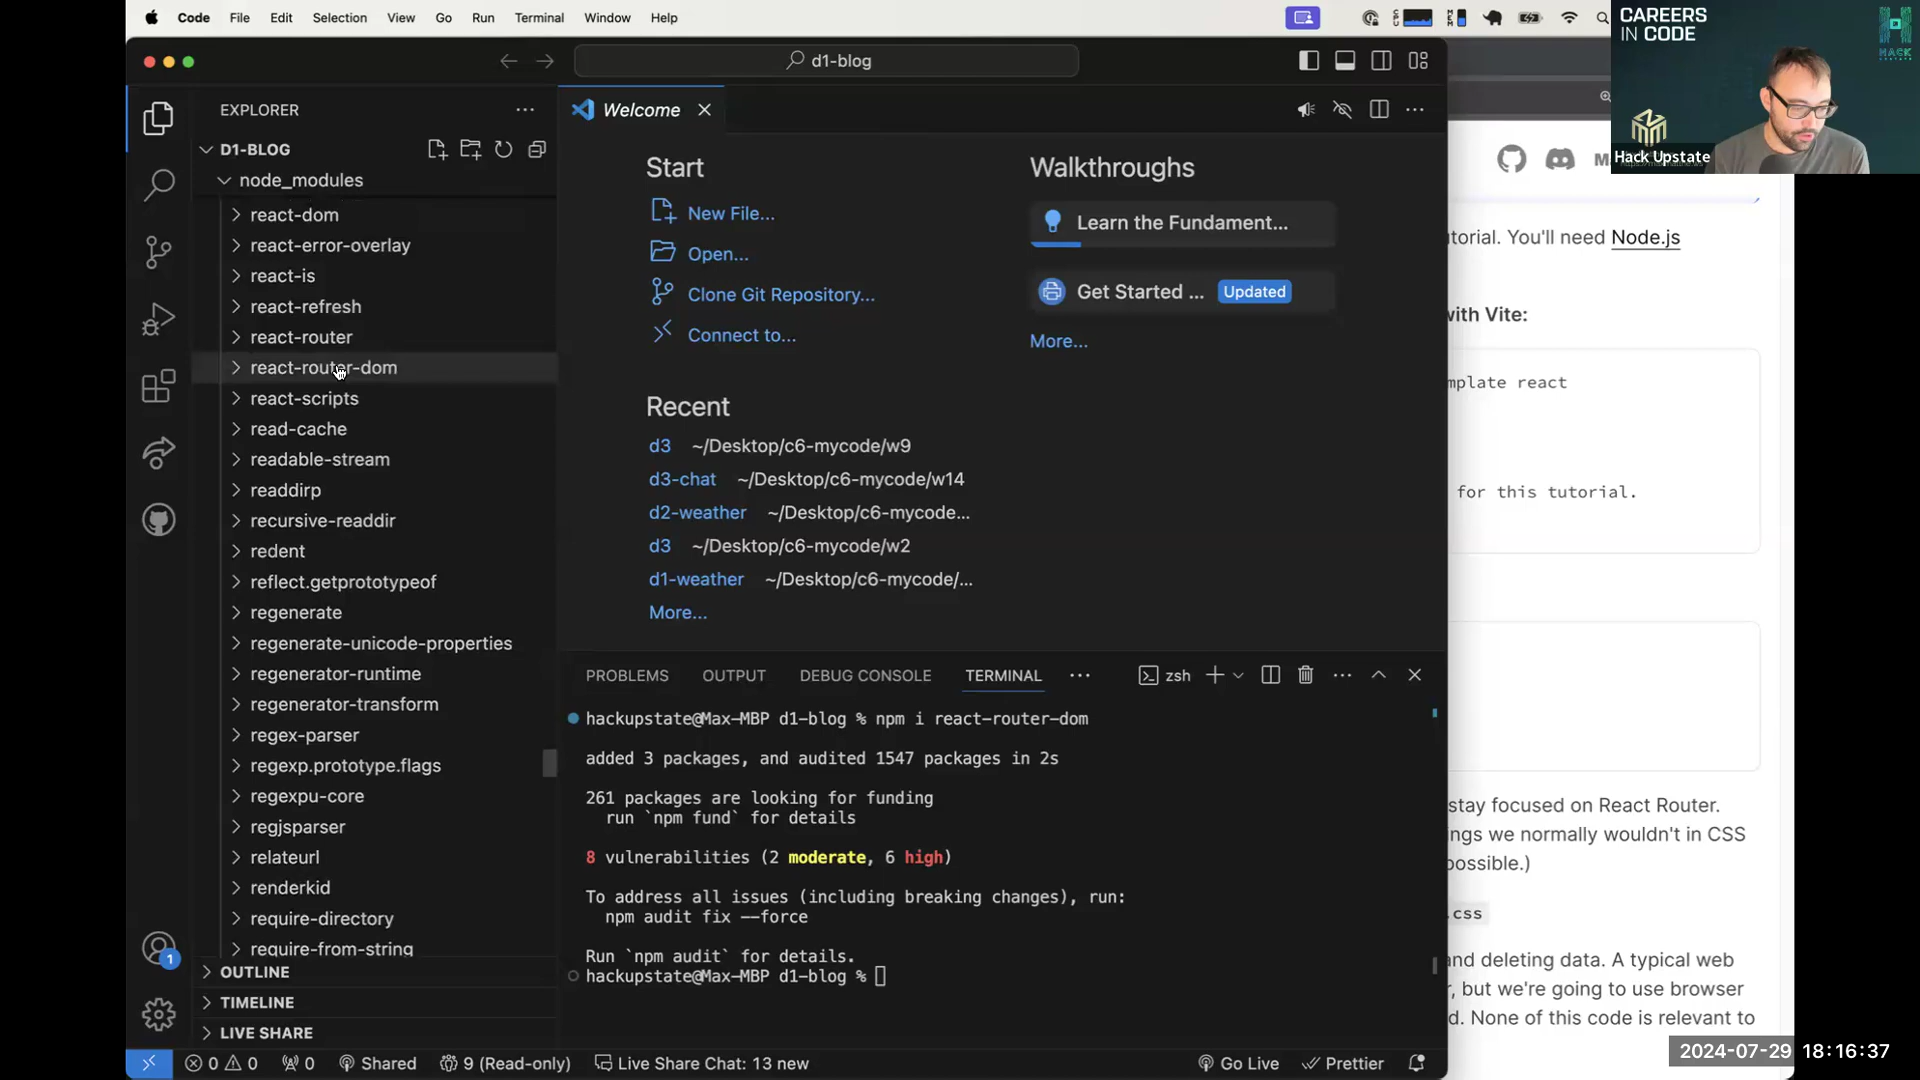 Code File Edit Selection View Go Run Terminal Window Help
CAREERS
IN CODE
HACK
UPSTATE
Hack Upstate
d1-blog
EXPLORER
D1-BLOG
node_modules
react-dom
react-error-overlay
react-is
react-refresh
react-router
react-router-dom
react-scripts
read-cache
readable-stream
readdirp
recursive-readdir
redent
reflect.getprototypeof
regenerate
regenerate-unicode-properties
regenerator-runtime
regenerator-transform
regex-parser
regexp.prototype.flags
regexpu-core
regjsparser
relateurl
renderkid
require-directory
require-from-string
OUTLINE
TIMELINE
LIVE SHARE
1
Welcome
Start
New File...
Open...
Clone Git Repository...
Connect to...
Recent
d3 ~/Desktop/c6-mycode/w9
d3-chat ~/Desktop/c6-mycode/w14
d2-weather ~/Desktop/c6-mycode...
d3 ~/Desktop/c6-mycode/w2
d1-weather ~/Desktop/c6-mycode/...
More...
Walkthroughs
Learn the Fundament...
Get Started ... Updated
More...
PROBLEMS OUTPUT DEBUG CONSOLE TERMINAL ... zsh
hackupstate@Max-MBP d1-blog % npm i react-router-dom
added 3 packages, and audited 1547 packages in 2s
261 packages are looking for funding
run `npm fund` for details
8 vulnerabilities (2 moderate, 6 high)
To address all issues (including breaking changes), run:
npm audit fix --force
Run `npm audit` for details.
hackupstate@Max-MBP d1-blog %
0 0 0 Shared 9 (Read-only) Live Share Chat: 13 new Go Live Prettier
torial. You'll need Node.js
with Vite:
mplate react
for this tutorial.
stay focused on React Router.
ngs we normally wouldn't in CSS
possible.)
.css
and deleting data. A typical web
r, but we're going to use browser
d. None of this code is relevant to
2024-07-29 18:16:37